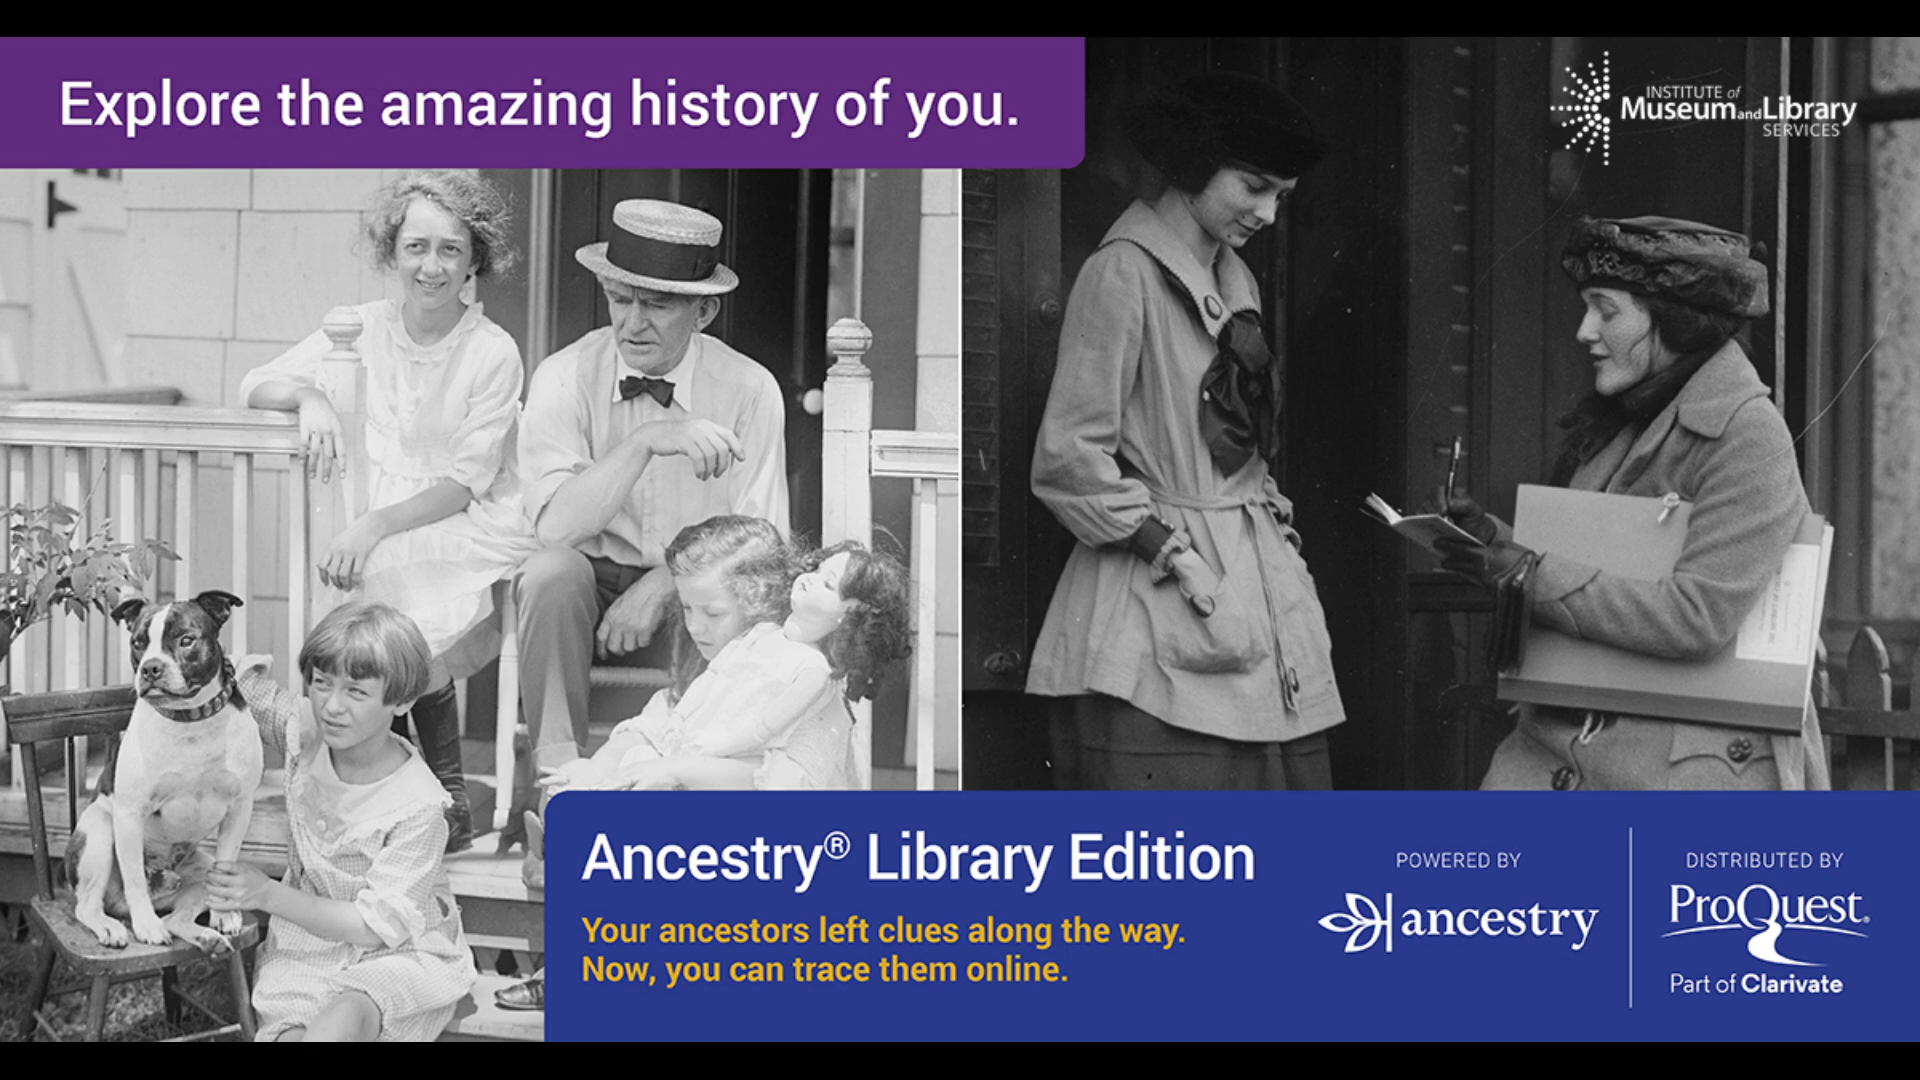 Explore the amazing history of you.
INSTITUTE of
Museum and Library
SERVICES
Ancestry® Library Edition
Your ancestors left clues along the way.
Now, you can trace them online.
POWERED BY
ancestry
DISTRIBUTED BY
ProQuest®
Part of Clarivate